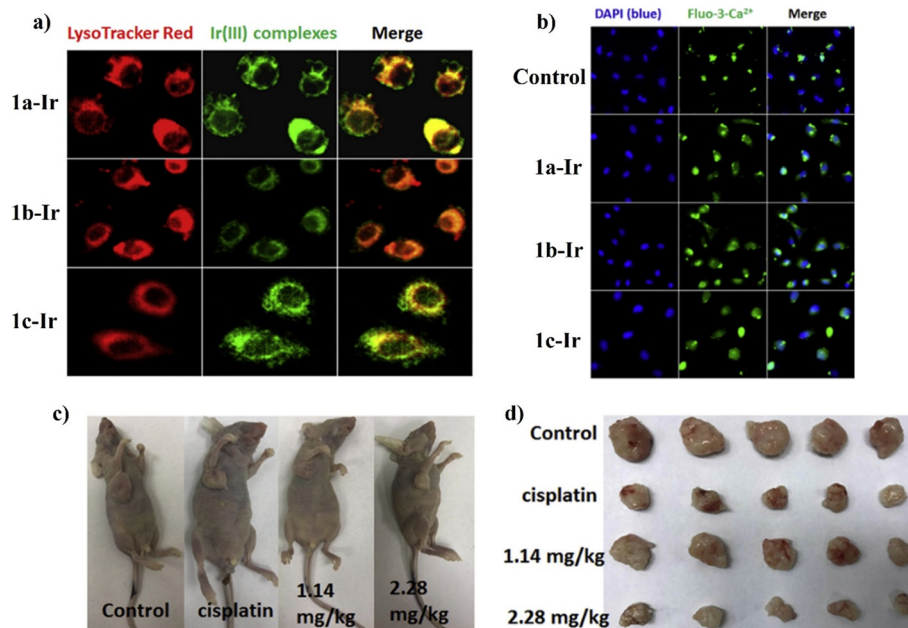 a)
LysoTracker Red Ir(III) complexes Merge
1a-Ir
1b-Ir
1c-Ir
b)
DAPI (blue) Fluo-3-Ca²⁺ Merge
Control
1a-Ir
1b-Ir
1c-Ir
c)
Control cisplatin 1.14 mg/kg 2.28 mg/kg
d)
Control
cisplatin
1.14 mg/kg
2.28 mg/kg